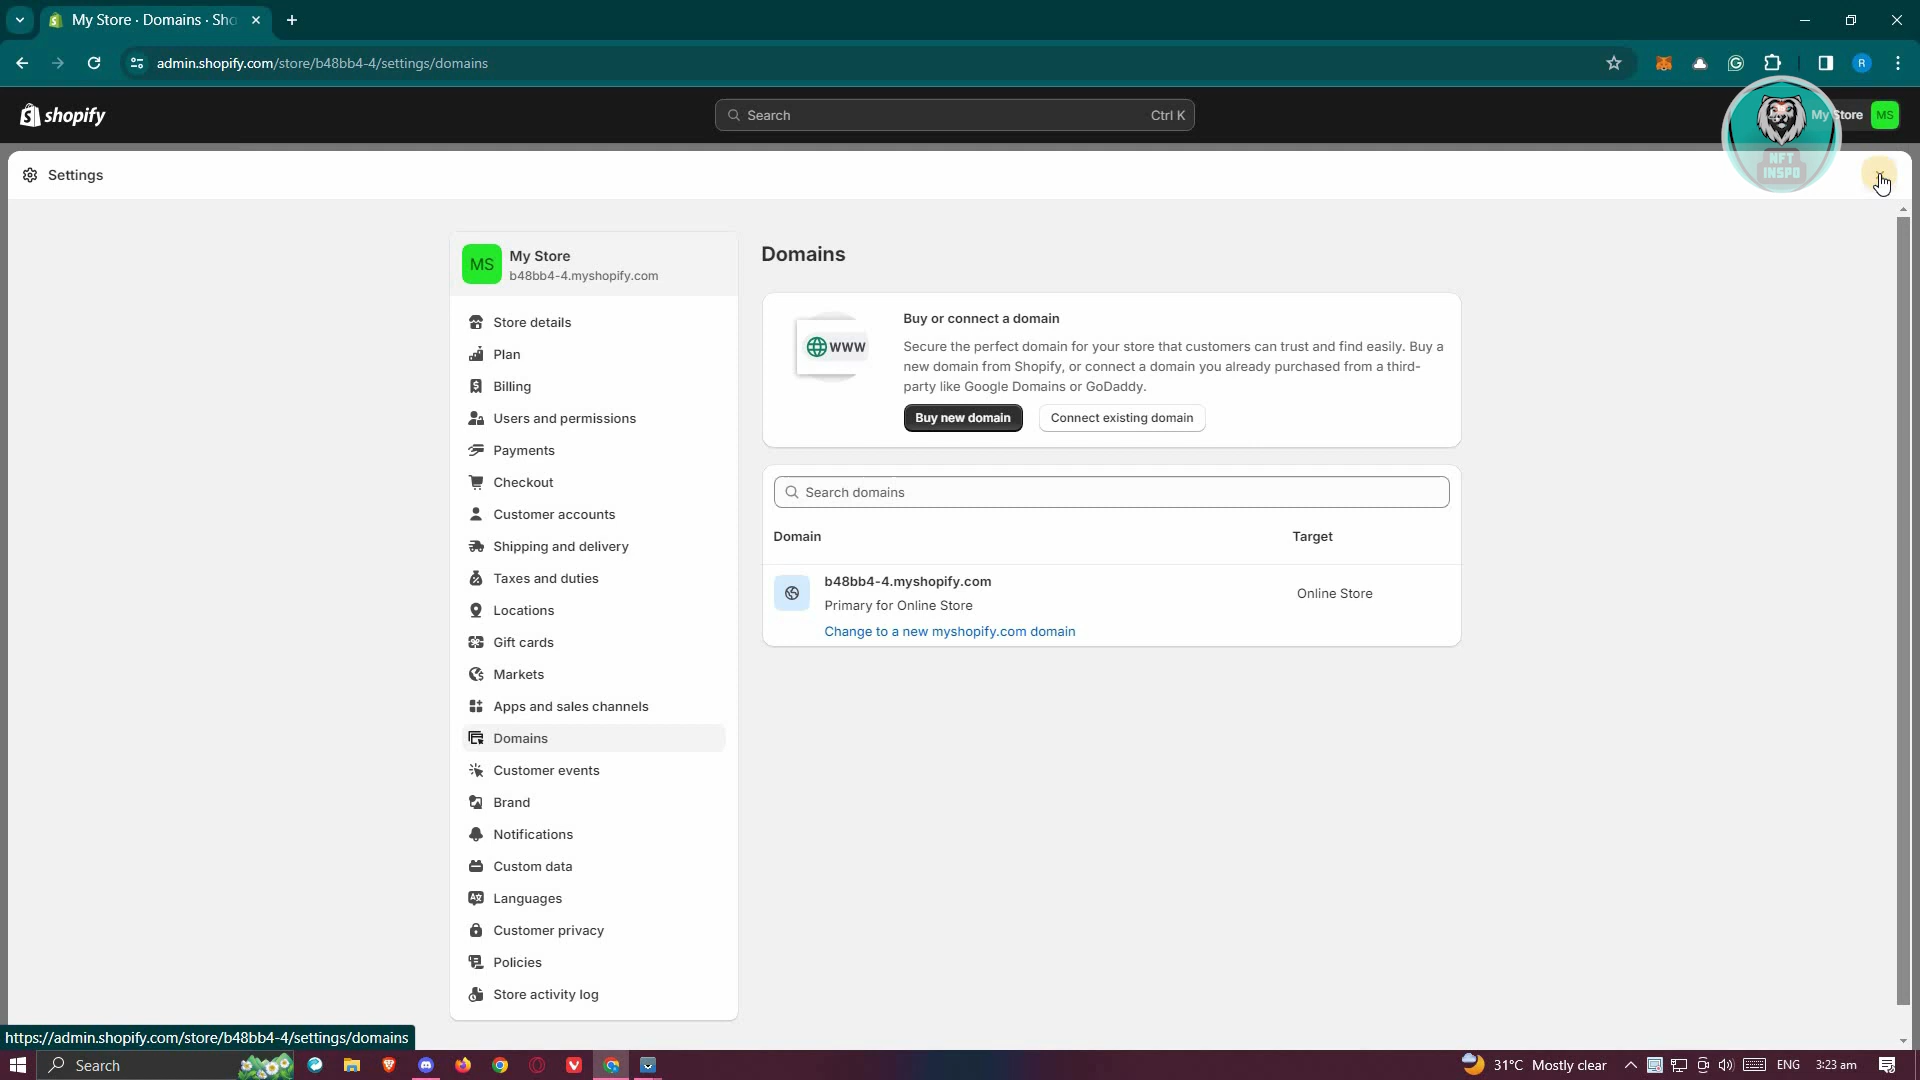 My Store · Domains · Sho
admin.shopify.com/store/b48bb4-4/settings/domains
R
shopify
Search
Ctrl K
My Store
MS
NFT
INSPO
Settings
MS
My Store
b48bb4-4.myshopify.com
Store details
Plan
Billing
Users and permissions
Payments
Checkout
Customer accounts
Shipping and delivery
Taxes and duties
Locations
Gift cards
Markets
Apps and sales channels
Domains
Customer events
Brand
Notifications
Custom data
Languages
Customer privacy
Policies
Store activity log
Domains
WWW
Buy or connect a domain
Secure the perfect domain for your store that customers can trust and find easily. Buy a
new domain from Shopify, or connect a domain you already purchased from a third-
party like Google Domains or GoDaddy.
Buy new domain
Connect existing domain
Search domains
Domain
Target
b48bb4-4.myshopify.com
Primary for Online Store
Online Store
Change to a new myshopify.com domain
https://admin.shopify.com/store/b48bb4-4/settings/domains
Search
31°C Mostly clear
ENG
3:23 am